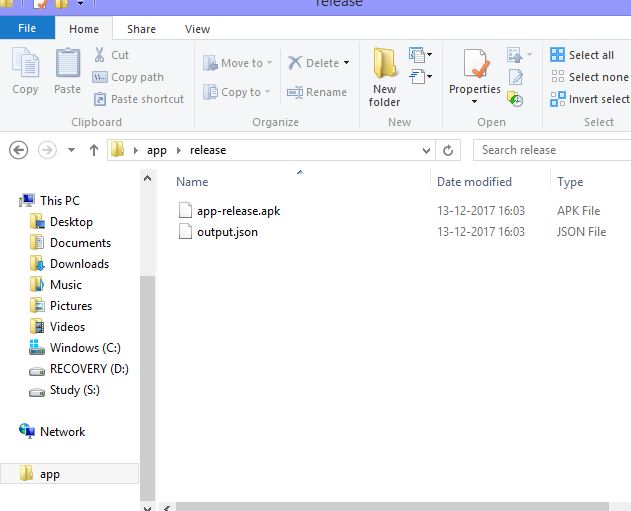 release
File Home Share View
Copy
Paste
Cut
Copy path
Paste shortcut
Clipboard
Move to
Copy to
Delete
Rename
Organize
New
folder
New
Properties
Open
Select all
Select none
Invert select
Select
app release
Search release
Name Date modified Type
app-release.apk 13-12-2017 16:03 APK File
output.json 13-12-2017 16:03 JSON File
This PC
Desktop
Documents
Downloads
Music
Pictures
Videos
Windows (C:)
RECOVERY (D:)
Study (S:)
Network
app